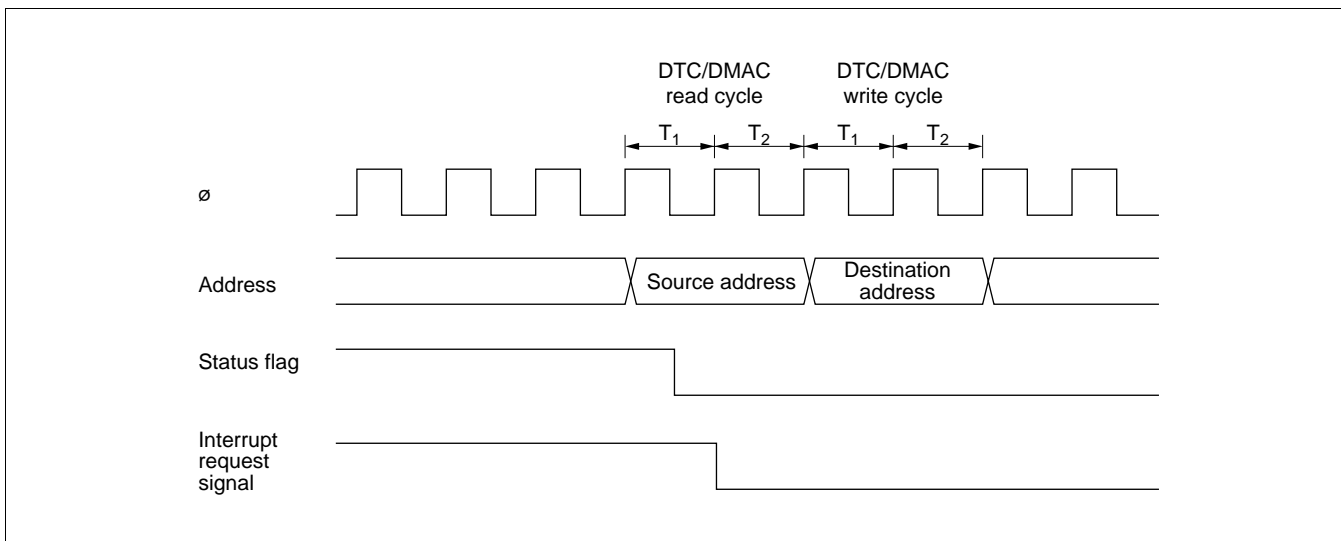 DTC/DMAC
read cycle
DTC/DMAC
write cycle
T1
T2
T1
T2
ø
Address
Source address
Destination
address
Status flag
Interrupt
request
signal